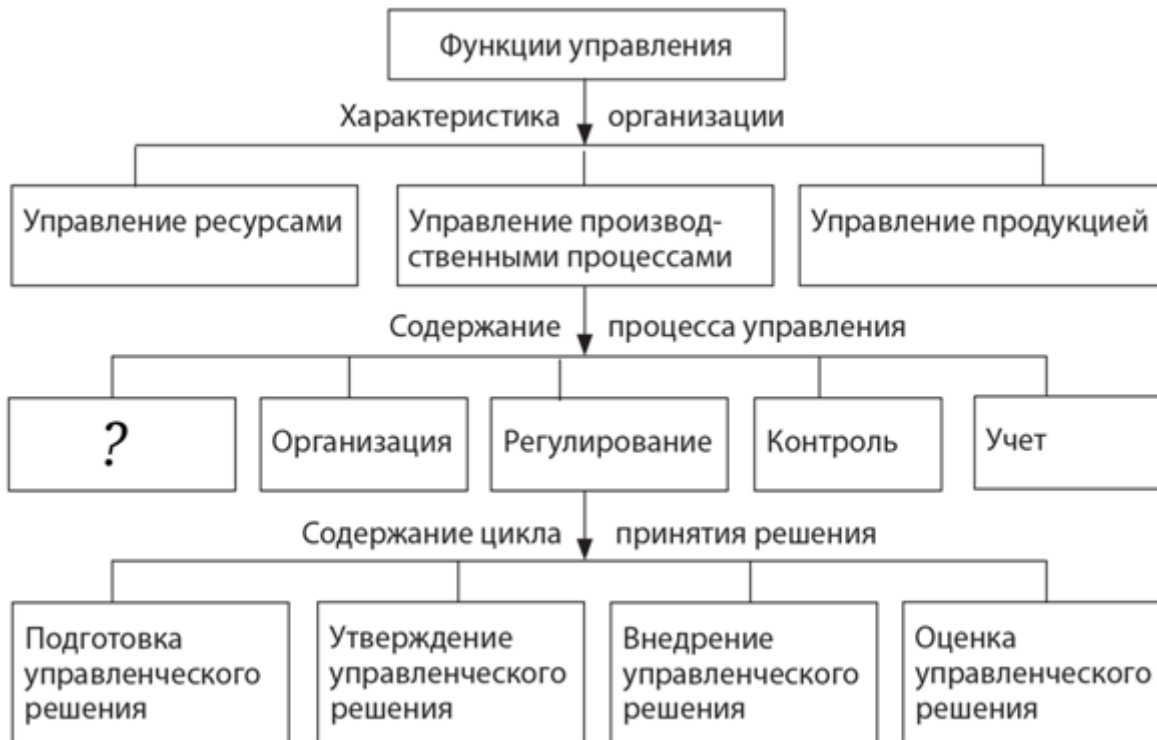 Функции управления
Характеристика организации
Управление ресурсами
Управление производ-
ственными процессами
Управление продукцией
Содержание процесса управления
?
Организация
Регулирование
Контроль
Учет
Содержание цикла принятия решения
Подготовка
управленческого
решения
Утверждение
управленческого
решения
Внедрение
управленческого
решения
Оценка
управленческого
решения